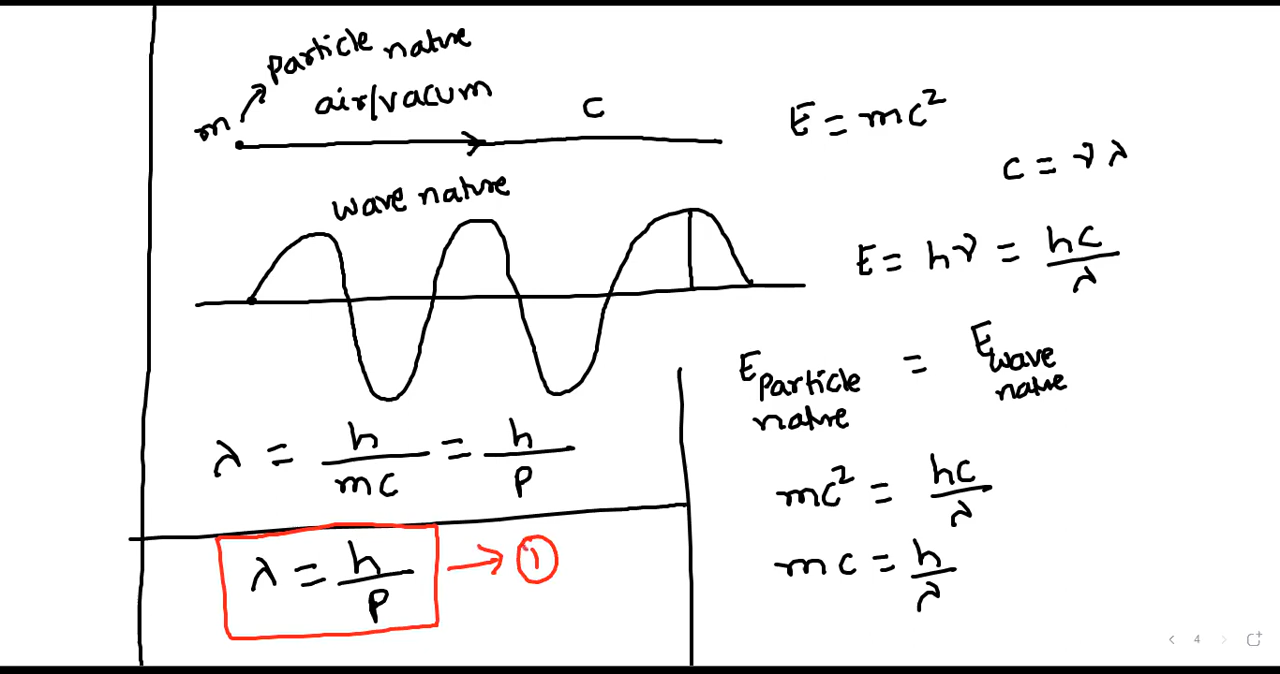 Particle nature
air/vacum
m
C
wave nature
λ = h/mc = h/p
λ = h/p → ①
E = mc²
C = νλ
E = hν = hc/λ
E Particle nature = E wave nature
mc² = hc/λ
mc = h/λ
4